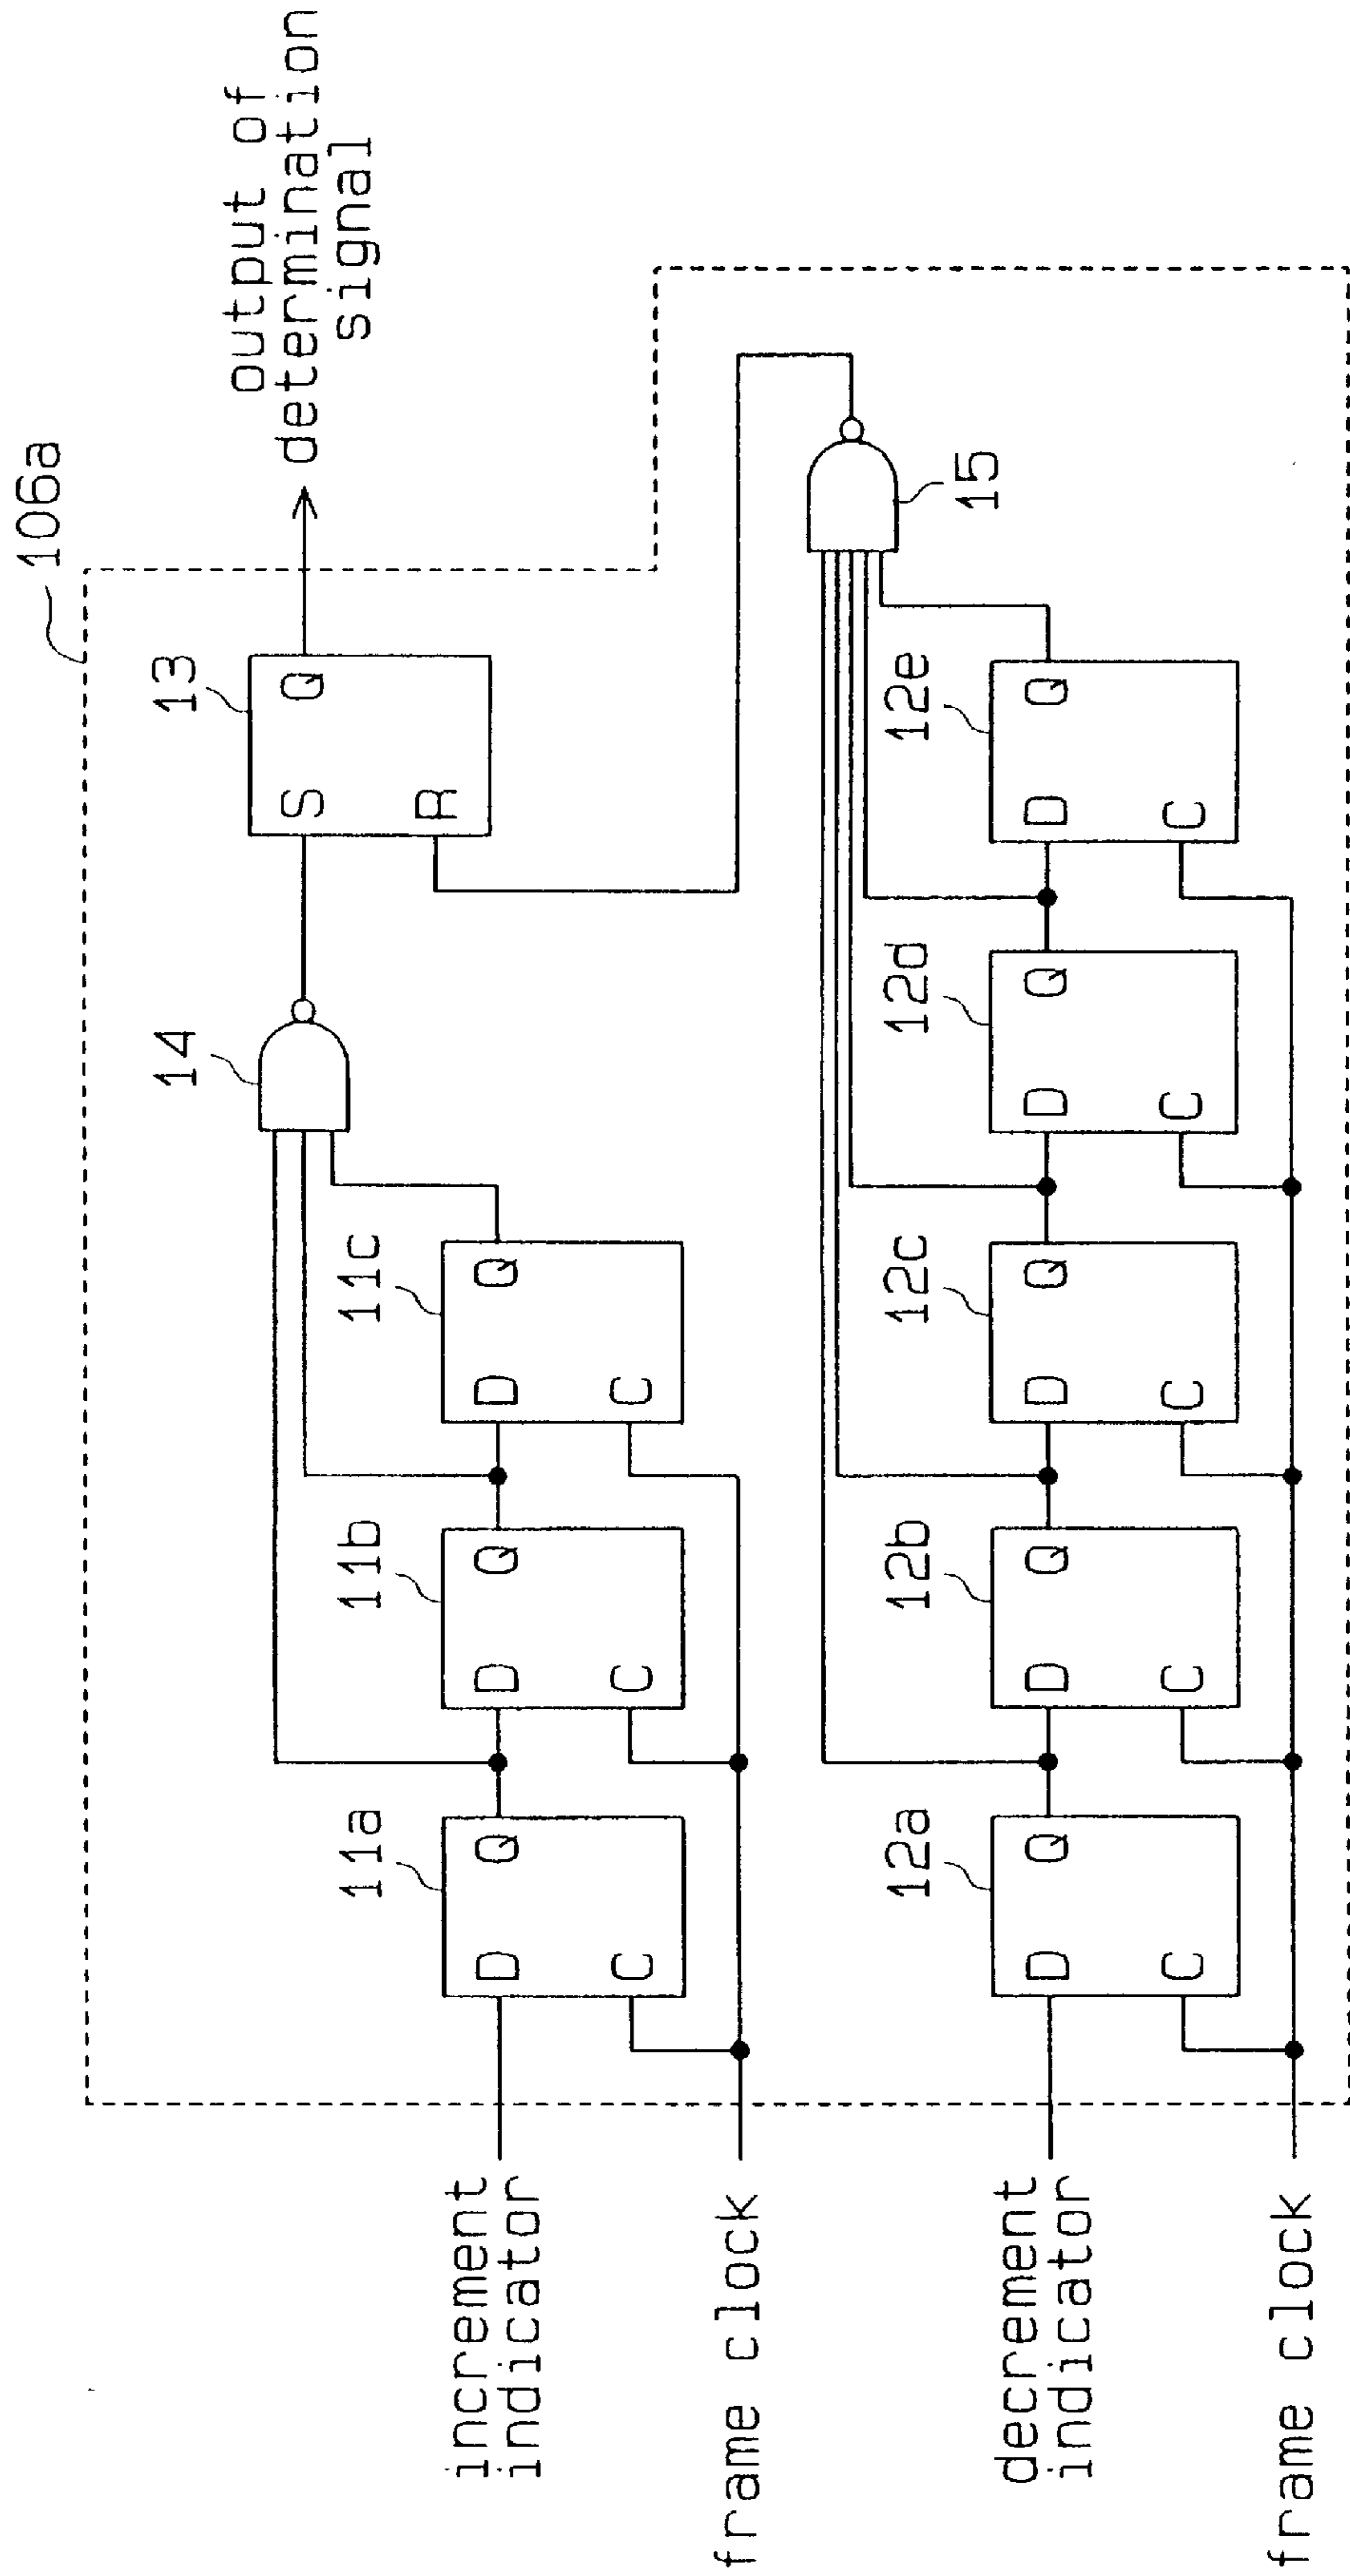 106a
output of
determination
signal
13
S
Q
R
14
11a
D
Q
C
11b
D
Q
C
11c
D
Q
C
increment
indicator
frame clock
15
12a
D
Q
C
12b
D
Q
C
12c
D
Q
C
12d
D
Q
C
12e
D
Q
C
decrement
indicator
frame clock